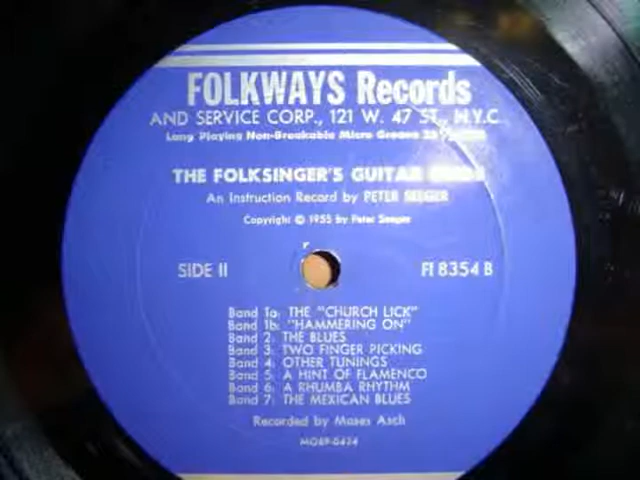 FOLKWAYS Records
AND SERVICE CORP., 121 W. 47 ST., N.Y.C.
Long Playing Non-Breakable Micro Groove
THE FOLKSINGER'S GUITAR
An Instruction Record by PETER SEEGER
Copyright © 1955 by Peter Seeger
SIDE II FI 8354 B
Band 1a: THE "CHURCH LICK"
Band 1b: "HAMMERING ON"
Band 2: THE BLUES
Band 3: TWO FINGER PICKING
Band 4: OTHER TUNINGS
Band 5: A HINT OF FLAMENCO
Band 6: A RHUMBA RHYTHM
Band 7: THE MEXICAN BLUES
Recorded by Moses Asch